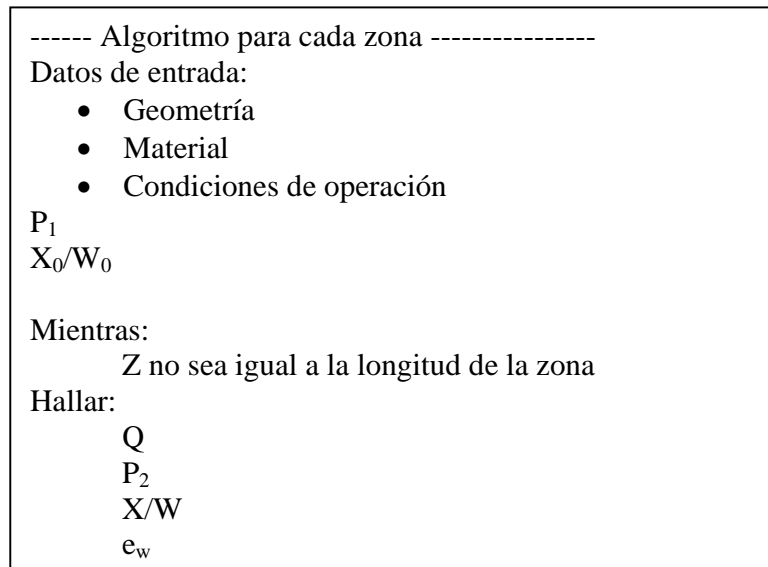 ------ Algoritmo para cada zona ----------------
Datos de entrada:
• Geometría
• Material
• Condiciones de operación
P₁
X₀/W₀
Mientras:
Z no sea igual a la longitud de la zona
Hallar:
Q
P₂
X/W
e_w